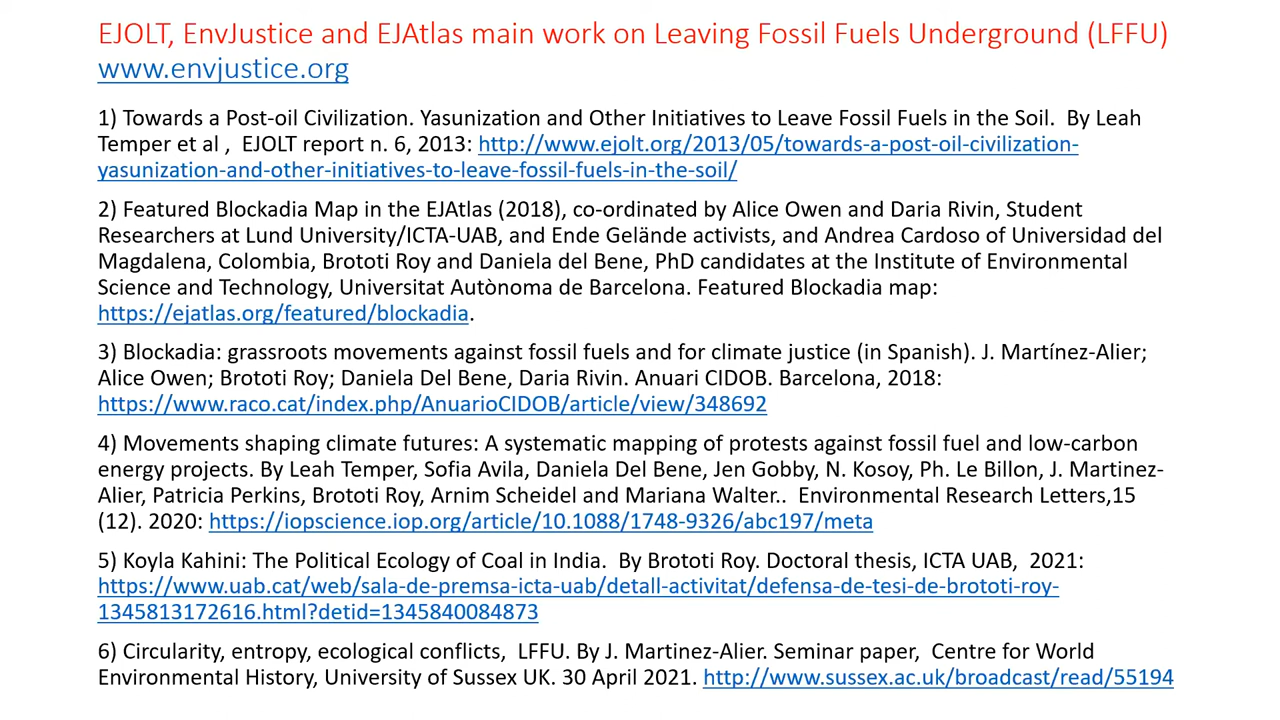 EJOLT, EnvJustice and EJAtlas main work on Leaving Fossil Fuels Underground (LFFU)
www.envjustice.org
1) Towards a Post-oil Civilization. Yasunization and Other Initiatives to Leave Fossil Fuels in the Soil. By Leah
Temper et al , EJOLT report n. 6, 2013: http://www.ejolt.org/2013/05/towards-a-post-oil-civilization-
yasunization-and-other-initiatives-to-leave-fossil-fuels-in-the-soil/
2) Featured Blockadia Map in the EJAtlas (2018), co-ordinated by Alice Owen and Daria Rivin, Student
Researchers at Lund University/ICTA-UAB, and Ende Gelände activists, and Andrea Cardoso of Universidad del
Magdalena, Colombia, Brototi Roy and Daniela del Bene, PhD candidates at the Institute of Environmental
Science and Technology, Universitat Autònoma de Barcelona. Featured Blockadia map:
https://ejatlas.org/featured/blockadia.
3) Blockadia: grassroots movements against fossil fuels and for climate justice (in Spanish). J. Martínez-Alier;
Alice Owen; Brototi Roy; Daniela Del Bene, Daria Rivin. Anuari CIDOB. Barcelona, 2018:
https://www.raco.cat/index.php/AnuarioCIDOB/article/view/348692
4) Movements shaping climate futures: A systematic mapping of protests against fossil fuel and low-carbon
energy projects. By Leah Temper, Sofia Avila, Daniela Del Bene, Jen Gobby, N. Kosoy, Ph. Le Billon, J. Martinez-
Alier, Patricia Perkins, Brototi Roy, Arnim Scheidel and Mariana Walter.. Environmental Research Letters,15
(12). 2020: https://iopscience.iop.org/article/10.1088/1748-9326/abc197/meta
5) Koyla Kahini: The Political Ecology of Coal in India. By Brototi Roy. Doctoral thesis, ICTA UAB, 2021:
https://www.uab.cat/web/sala-de-premsa-icta-uab/detall-activitat/defensa-de-tesi-de-brototi-roy-
1345813172616.html?detid=1345840084873
6) Circularity, entropy, ecological conflicts, LFFU. By J. Martinez-Alier. Seminar paper, Centre for World
Environmental History, University of Sussex UK. 30 April 2021. http://www.sussex.ac.uk/broadcast/read/55194